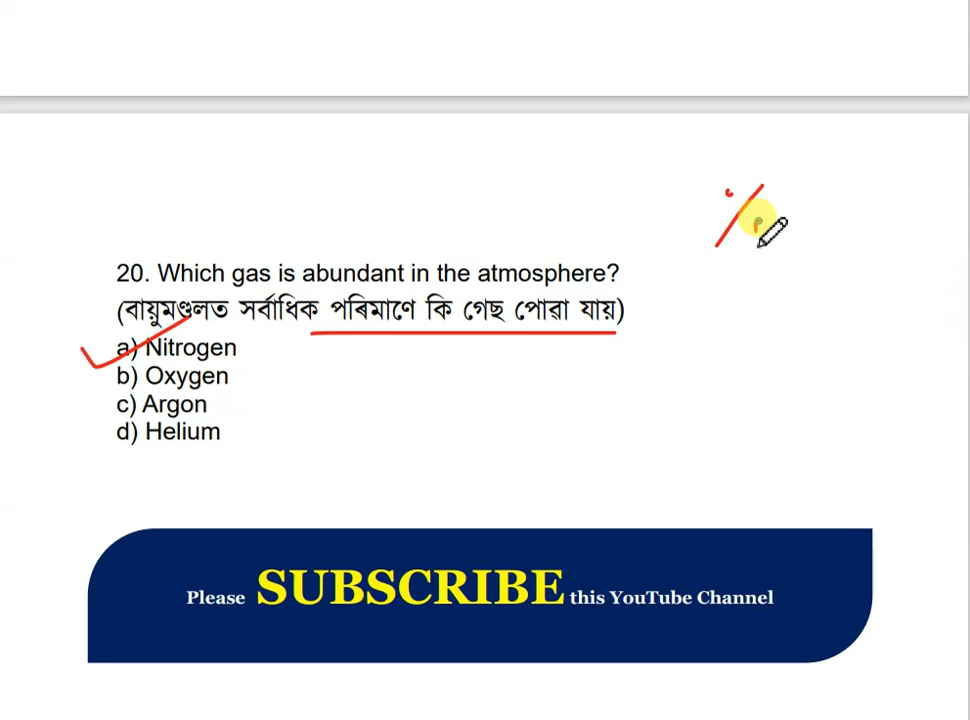 20. Which gas is abundant in the atmosphere?
(বায়ুমণ্ডলত সৰ্বাধিক পৰিমাণে কি গেছ পোৱা যায়)
a) Nitrogen
b) Oxygen
c) Argon
d) Helium
Please SUBSCRIBE this YouTube Channel